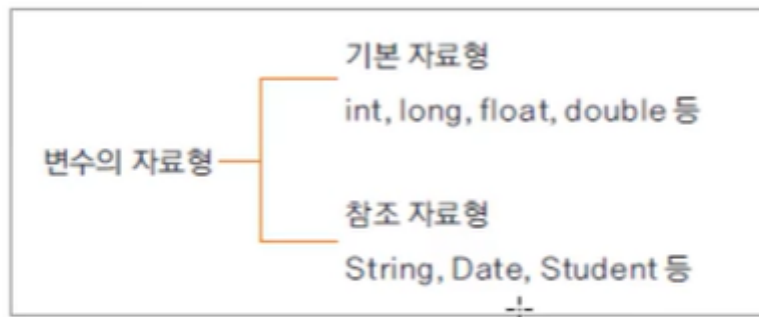 기본 자료형
int, long, float, double 등
변수의 자료형
참조 자료형
String, Date, Student 등